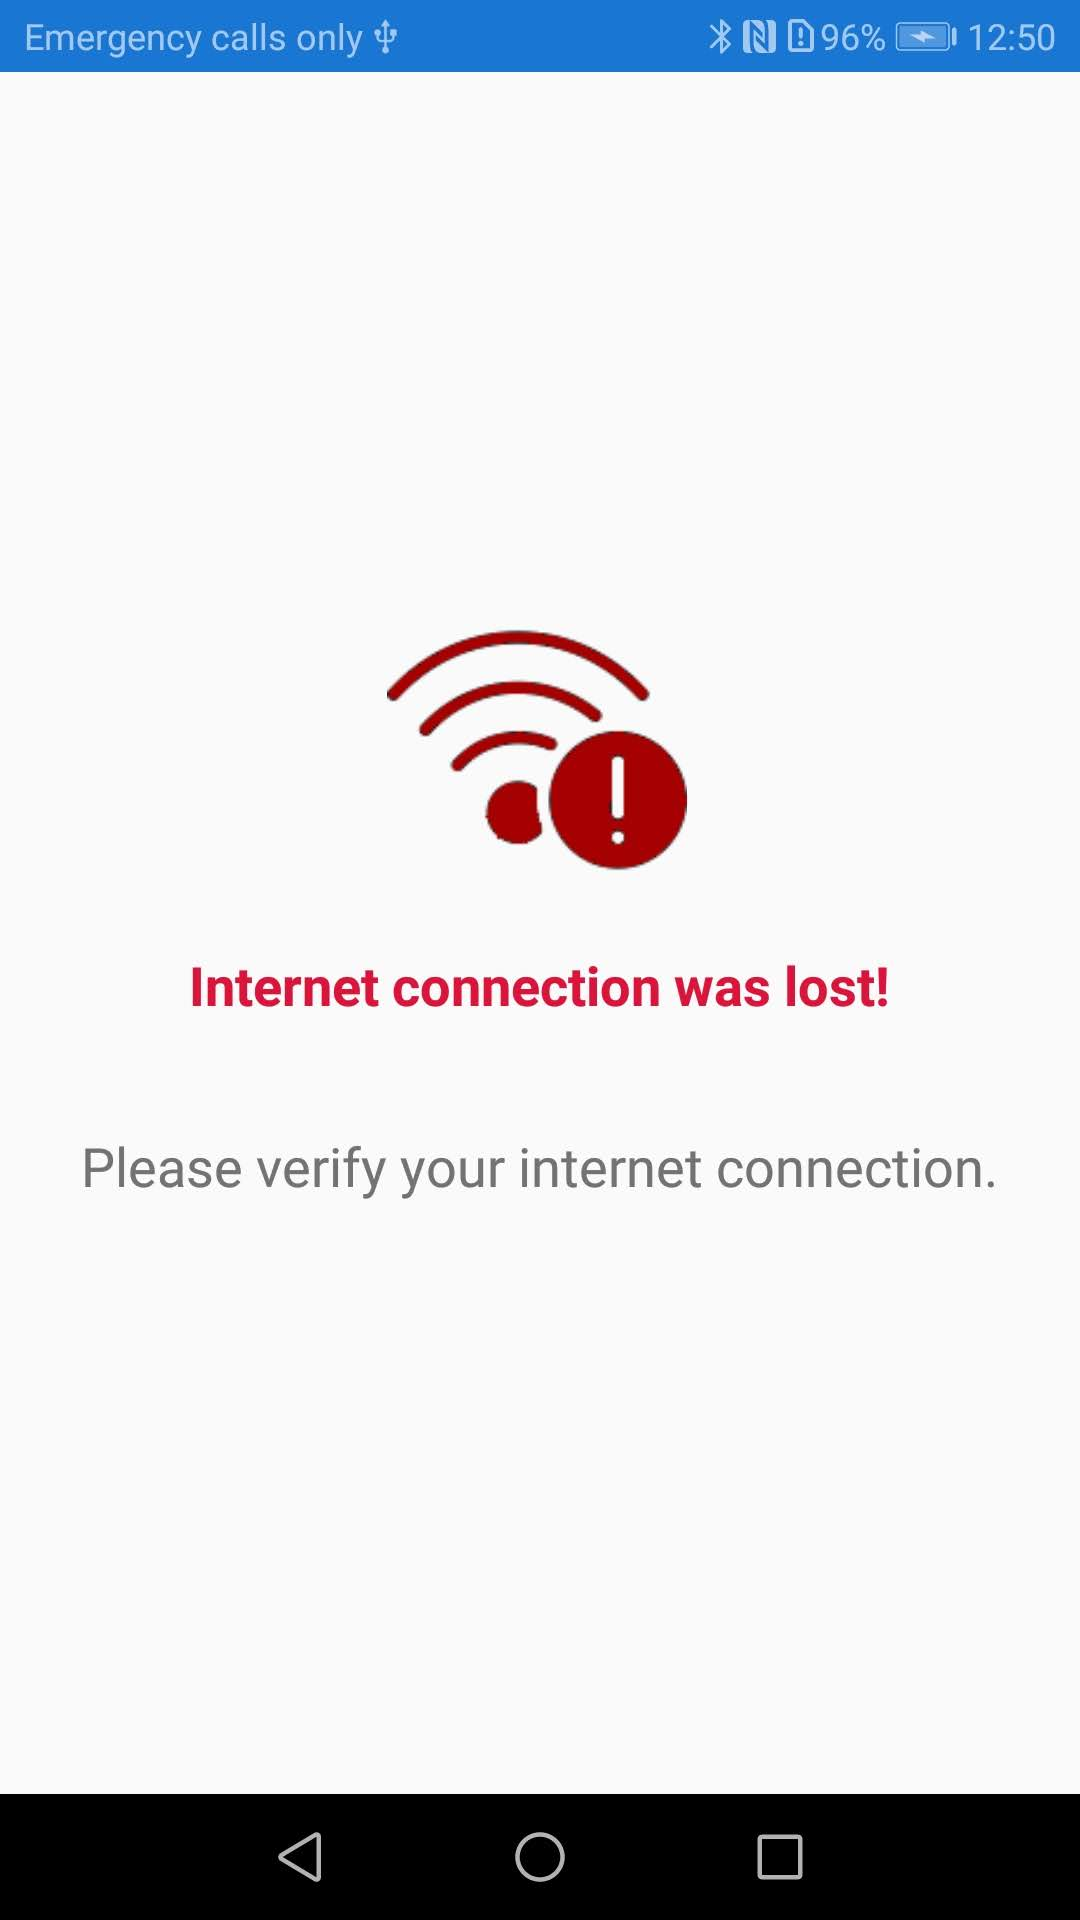 Emergency calls only 96% 12:50
Internet connection was lost!
Please verify your internet connection.